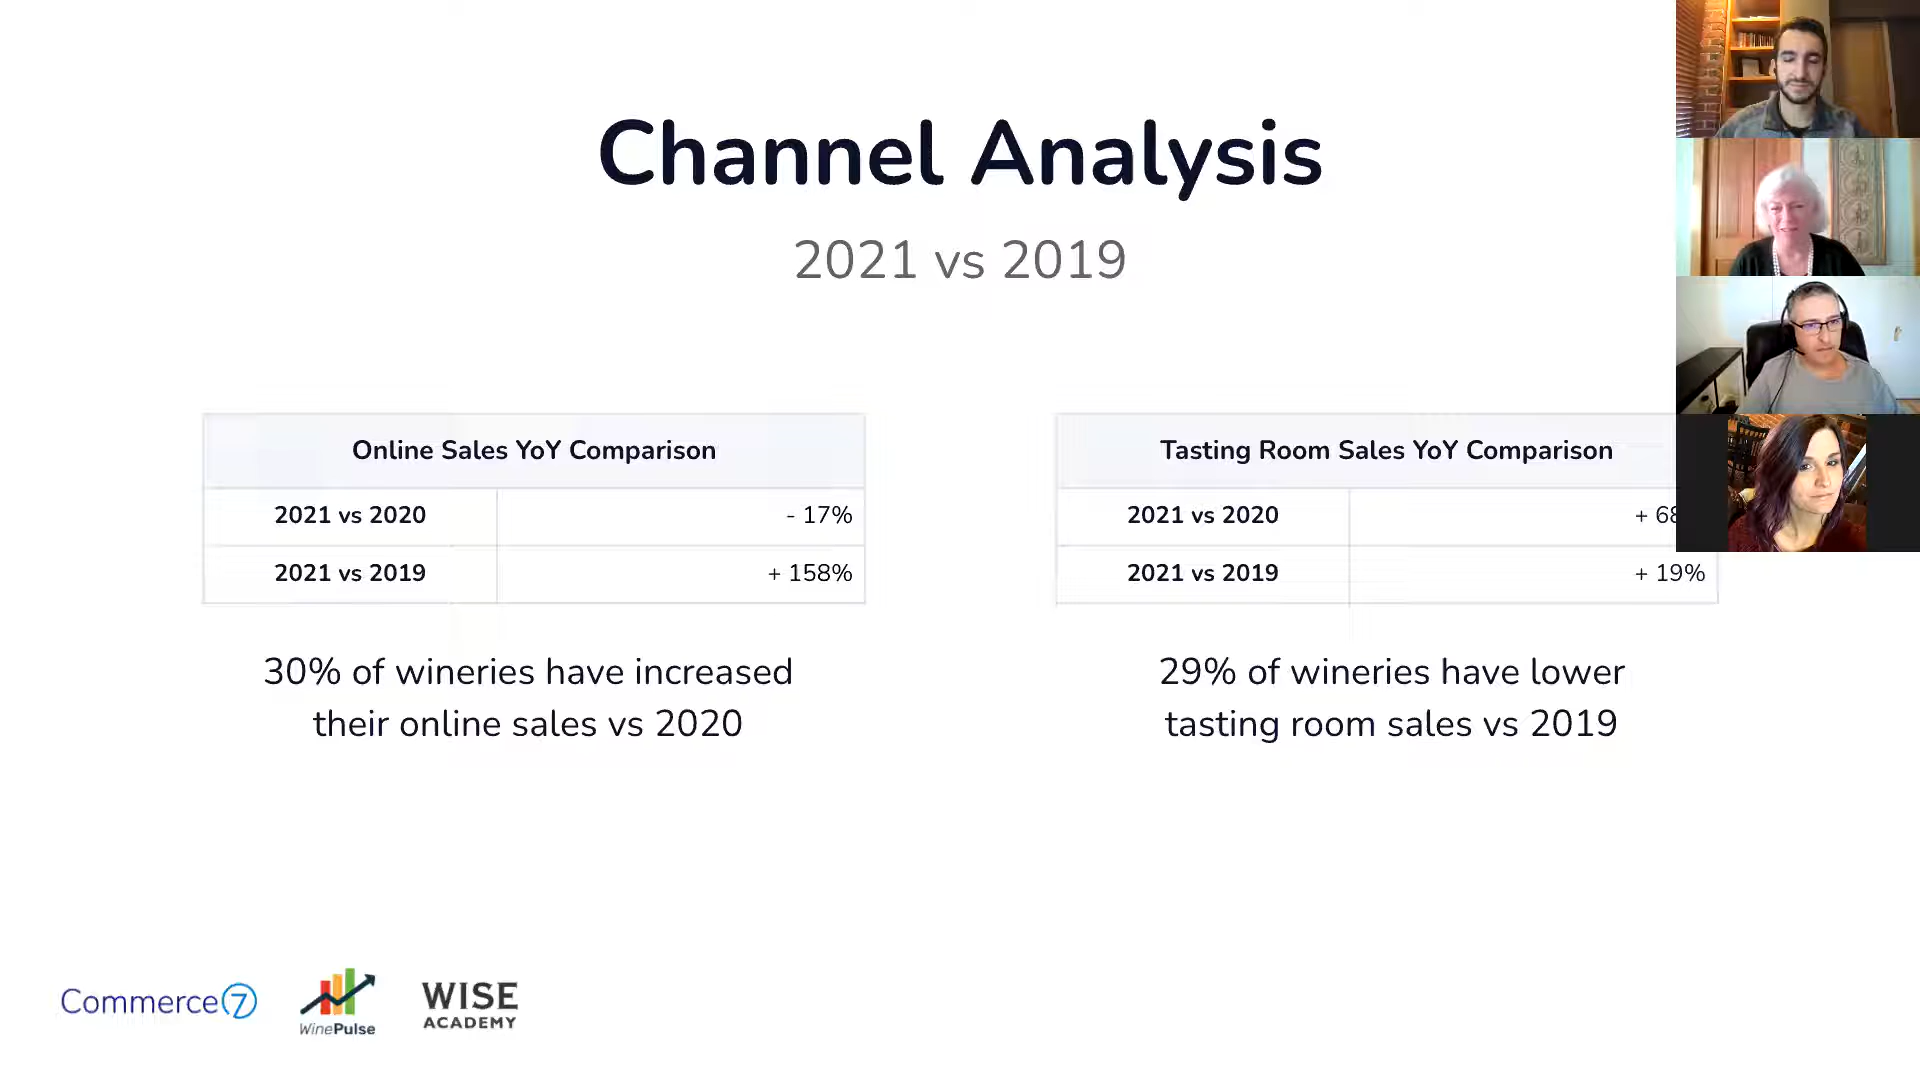 Channel Analysis
2021 vs 2019
Online Sales YoY Comparison
2021 vs 2020
- 17%
2021 vs 2019
+ 158%
30% of wineries have increased
their online sales vs 2020
Tasting Room Sales YoY Comparison
2021 vs 2020
2021 vs 2019
+ 19%
29% of wineries have lower
tasting room sales vs 2019
Commerce7
WinePulse
WISE
ACADEMY